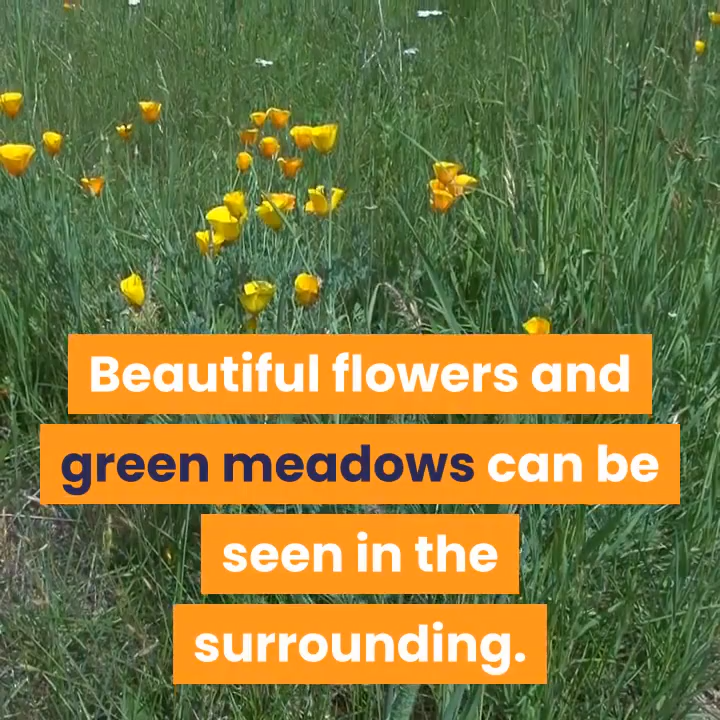 Beautiful flowers and
green meadows can be
seen in the
surrounding.